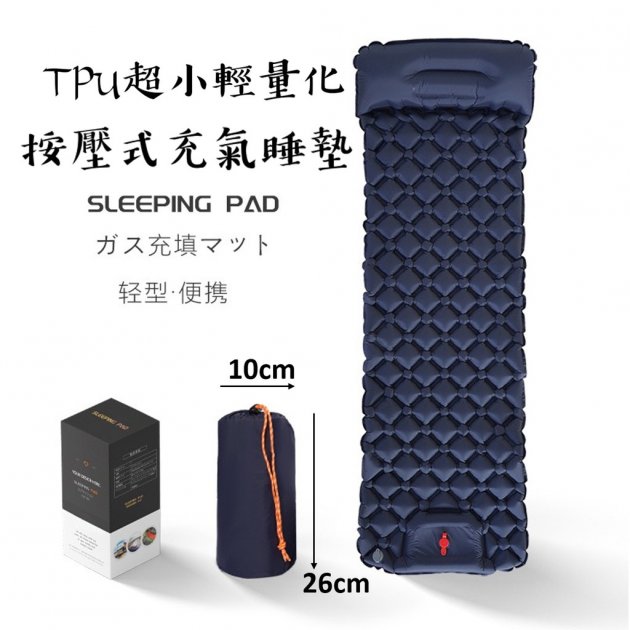 TPU超小輕量化
按壓式充氣睡墊
SLEEPING PAD
ガス充填マット
轻型·便携
10cm
26cm
SLEEPING PAD